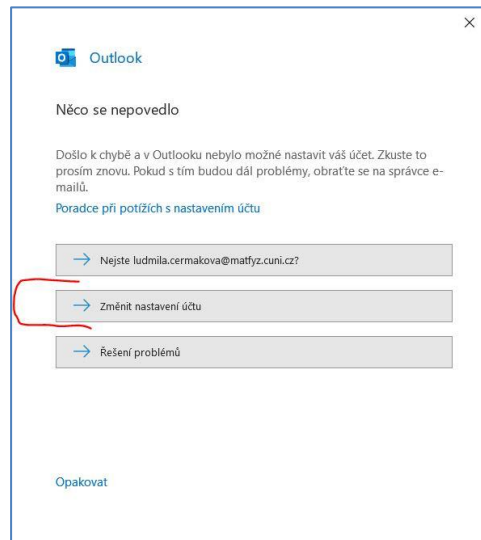 Outlook
Něco se nepovedlo
Došlo k chybě a v Outlooku nebylo možné nastavit váš účet. Zkuste to
prosím znovu. Pokud s tím budou dál problémy, obraťte se na správce e-
mailů.
Poradce při potížích s nastavením účtu
Nejste ludmila.cermakova@matfyz.cuni.cz?
Změnit nastavení účtu
Řešení problémů
Opakovat